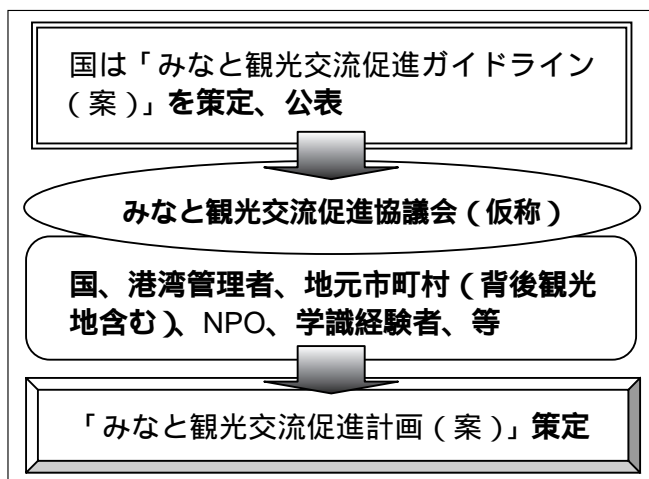 国は「みなと観光交流促進ガイドライン
(案)」を策定、公表
みなと観光交流促進協議会(仮称)
国、港湾管理者、地元市町村(背後観光
地含む)、NPO、学識経験者、等
「みなと観光交流促進計画(案)」策定